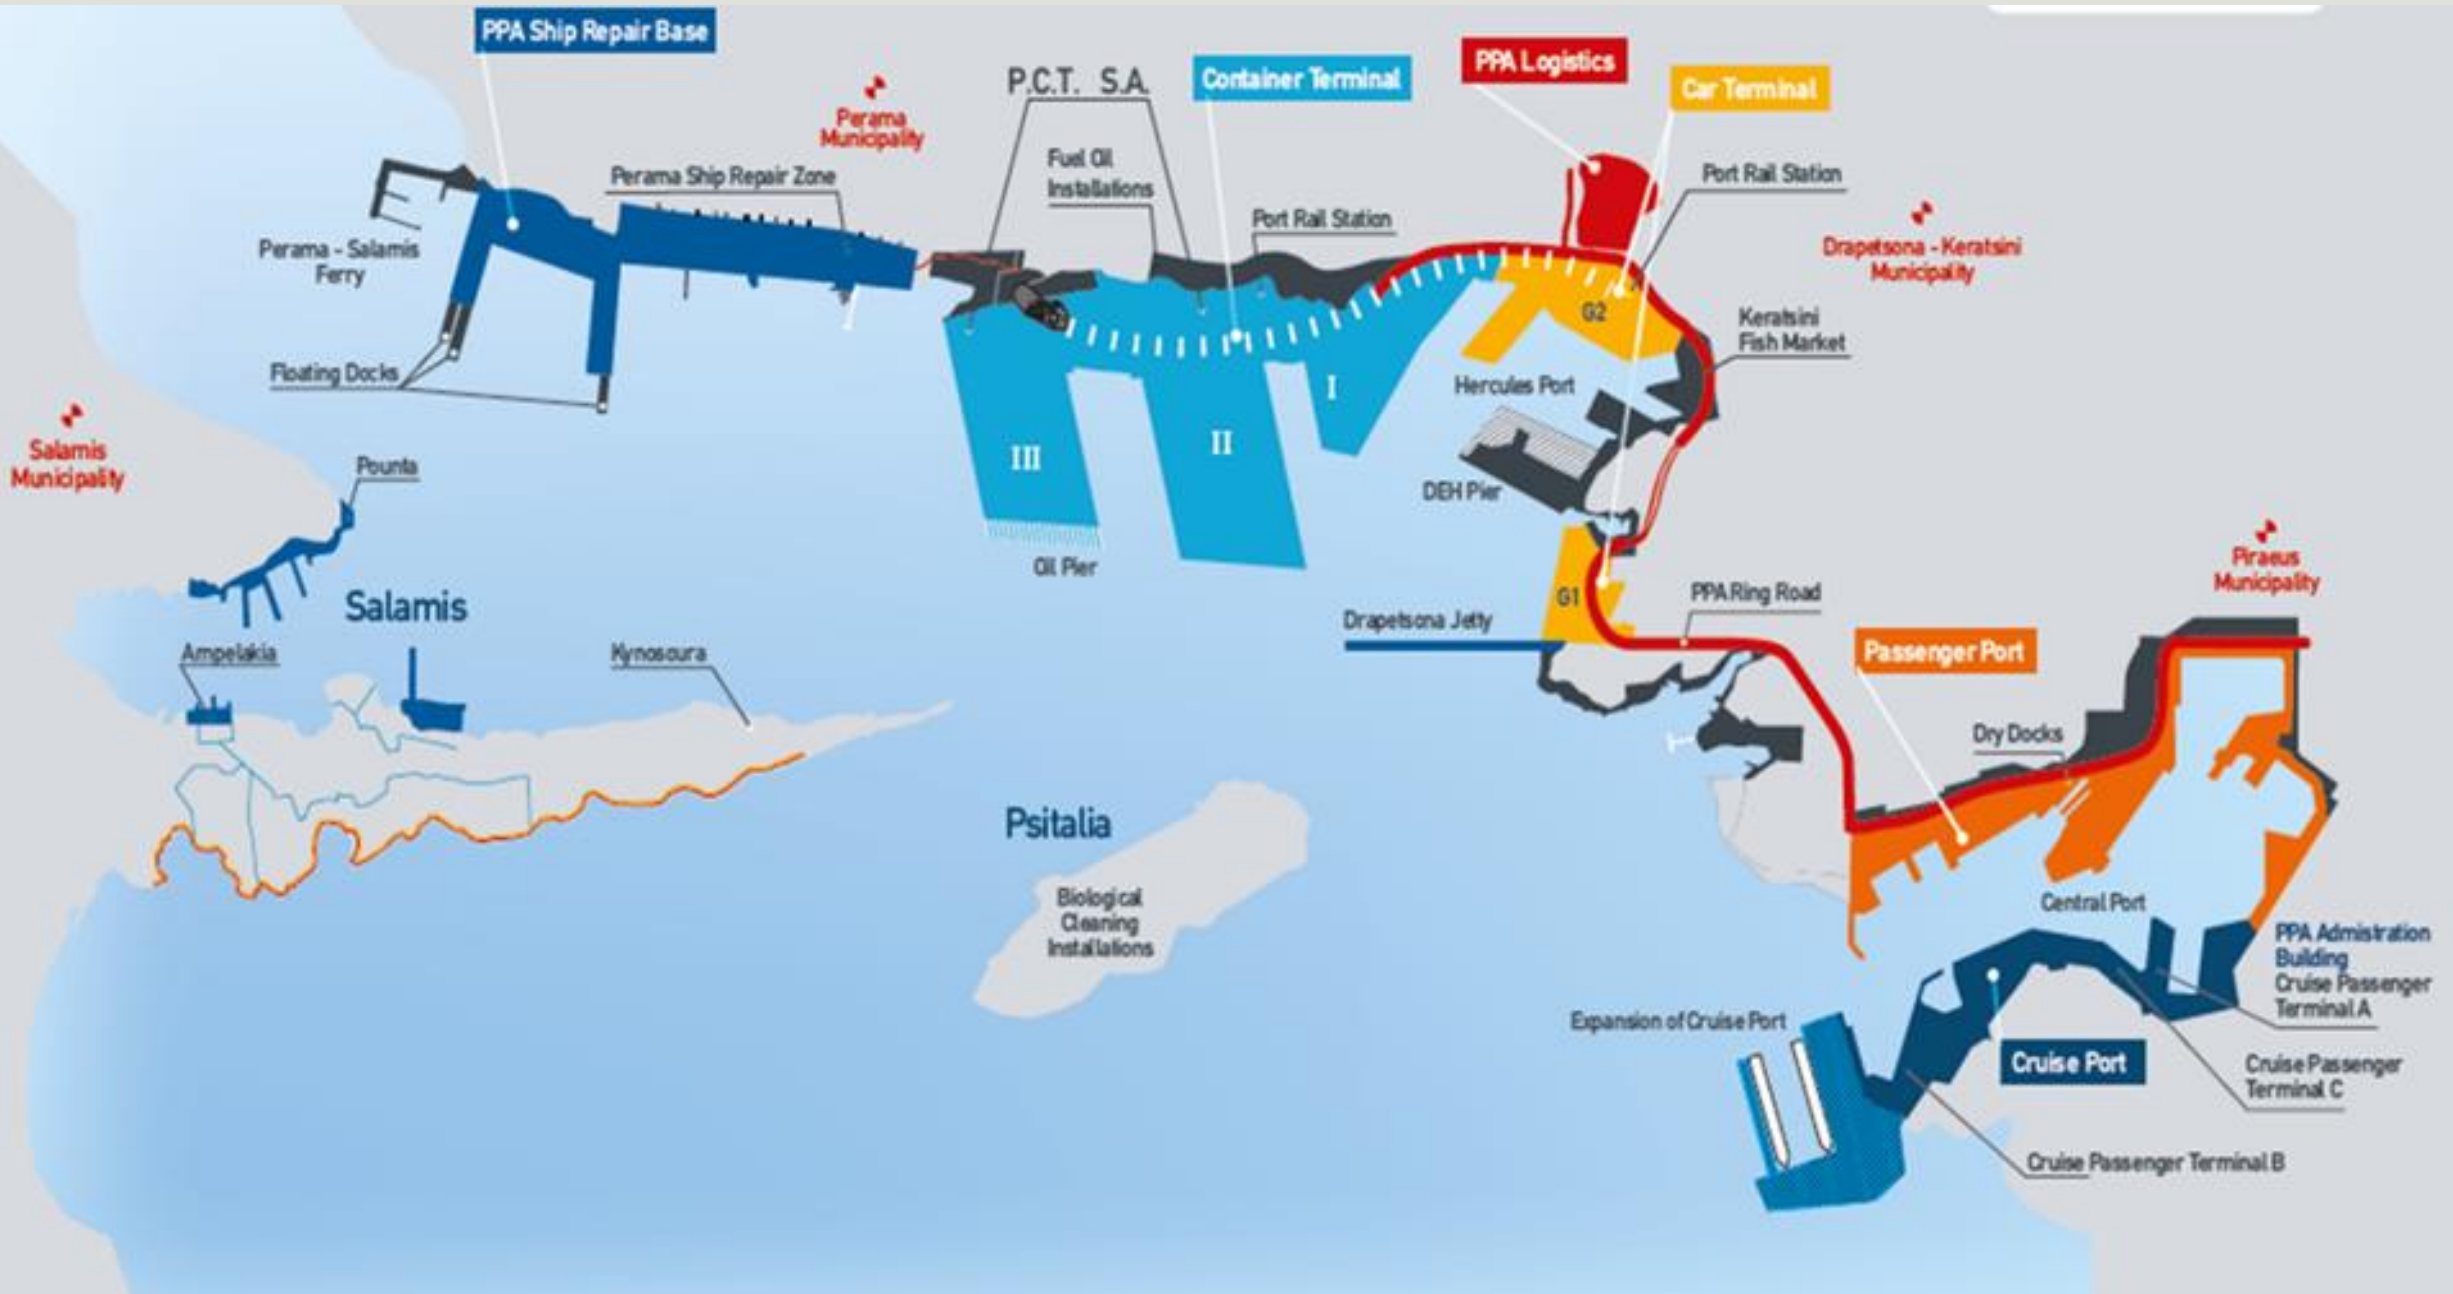 PPA Ship Repair Base
PPA Logistics
P.C.T. S.A.
Container Terminal
Car Terminal
Perama
Municipality
Fuel Oil
Installations
Perama Ship Repair Zone
Port Rail Station
Port Rail Station
Perama - Salamis
Ferry
Drapetsona - Keratsini
Municipality
G2
Keratsini
Fish Market
Floating Docks
Hercules Port
I
II
III
Salamis
Municipality
Pounta
DEH Pier
Oil Pier
Piraeus
Municipality
Salamis
G1
PPA Ring Road
Drapetsona Jetty
Ampelakia
Kynosoura
Passenger Port
Dry Docks
Psitalia
Biological
Cleaning
Installations
Central Port
PPA Admistration
Building
Cruise Passenger
Terminal A
Expansion of Cruise Port
Cruise Port
Cruise Passenger
Terminal C
Cruise Passenger Terminal B